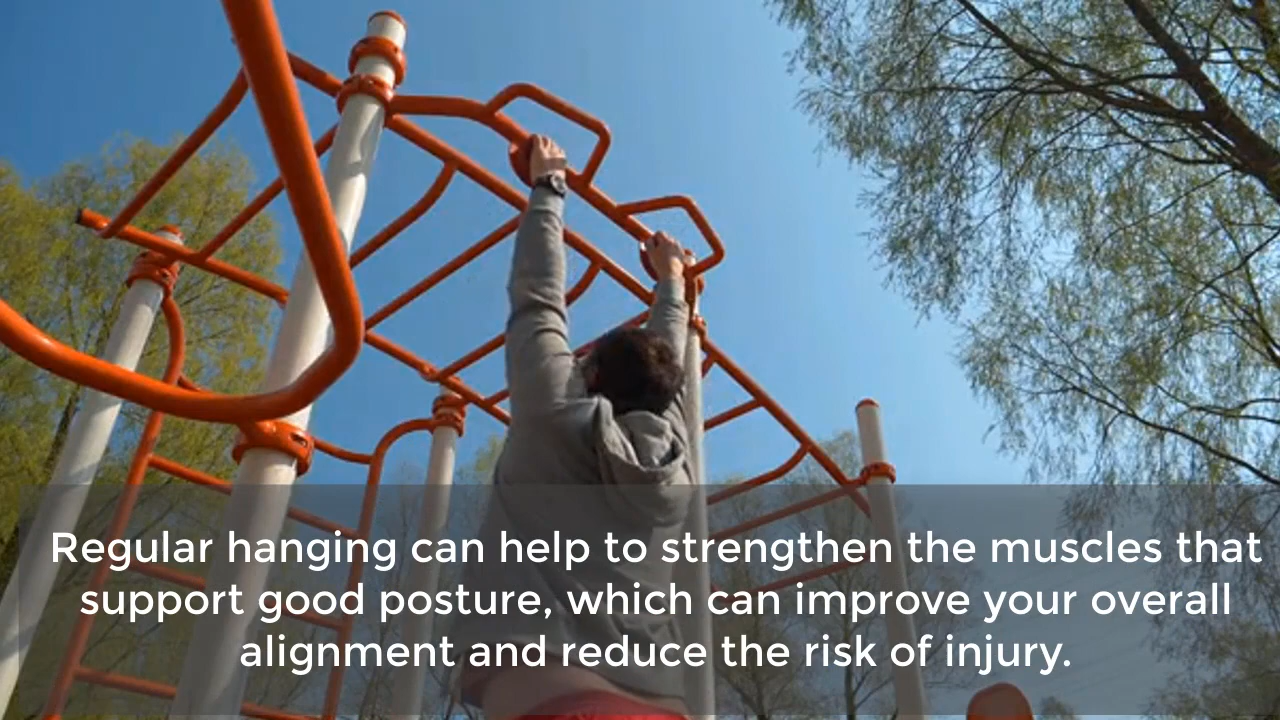 Regular hanging can help to strengthen the muscles that
support good posture, which can improve your overall
alignment and reduce the risk of injury.